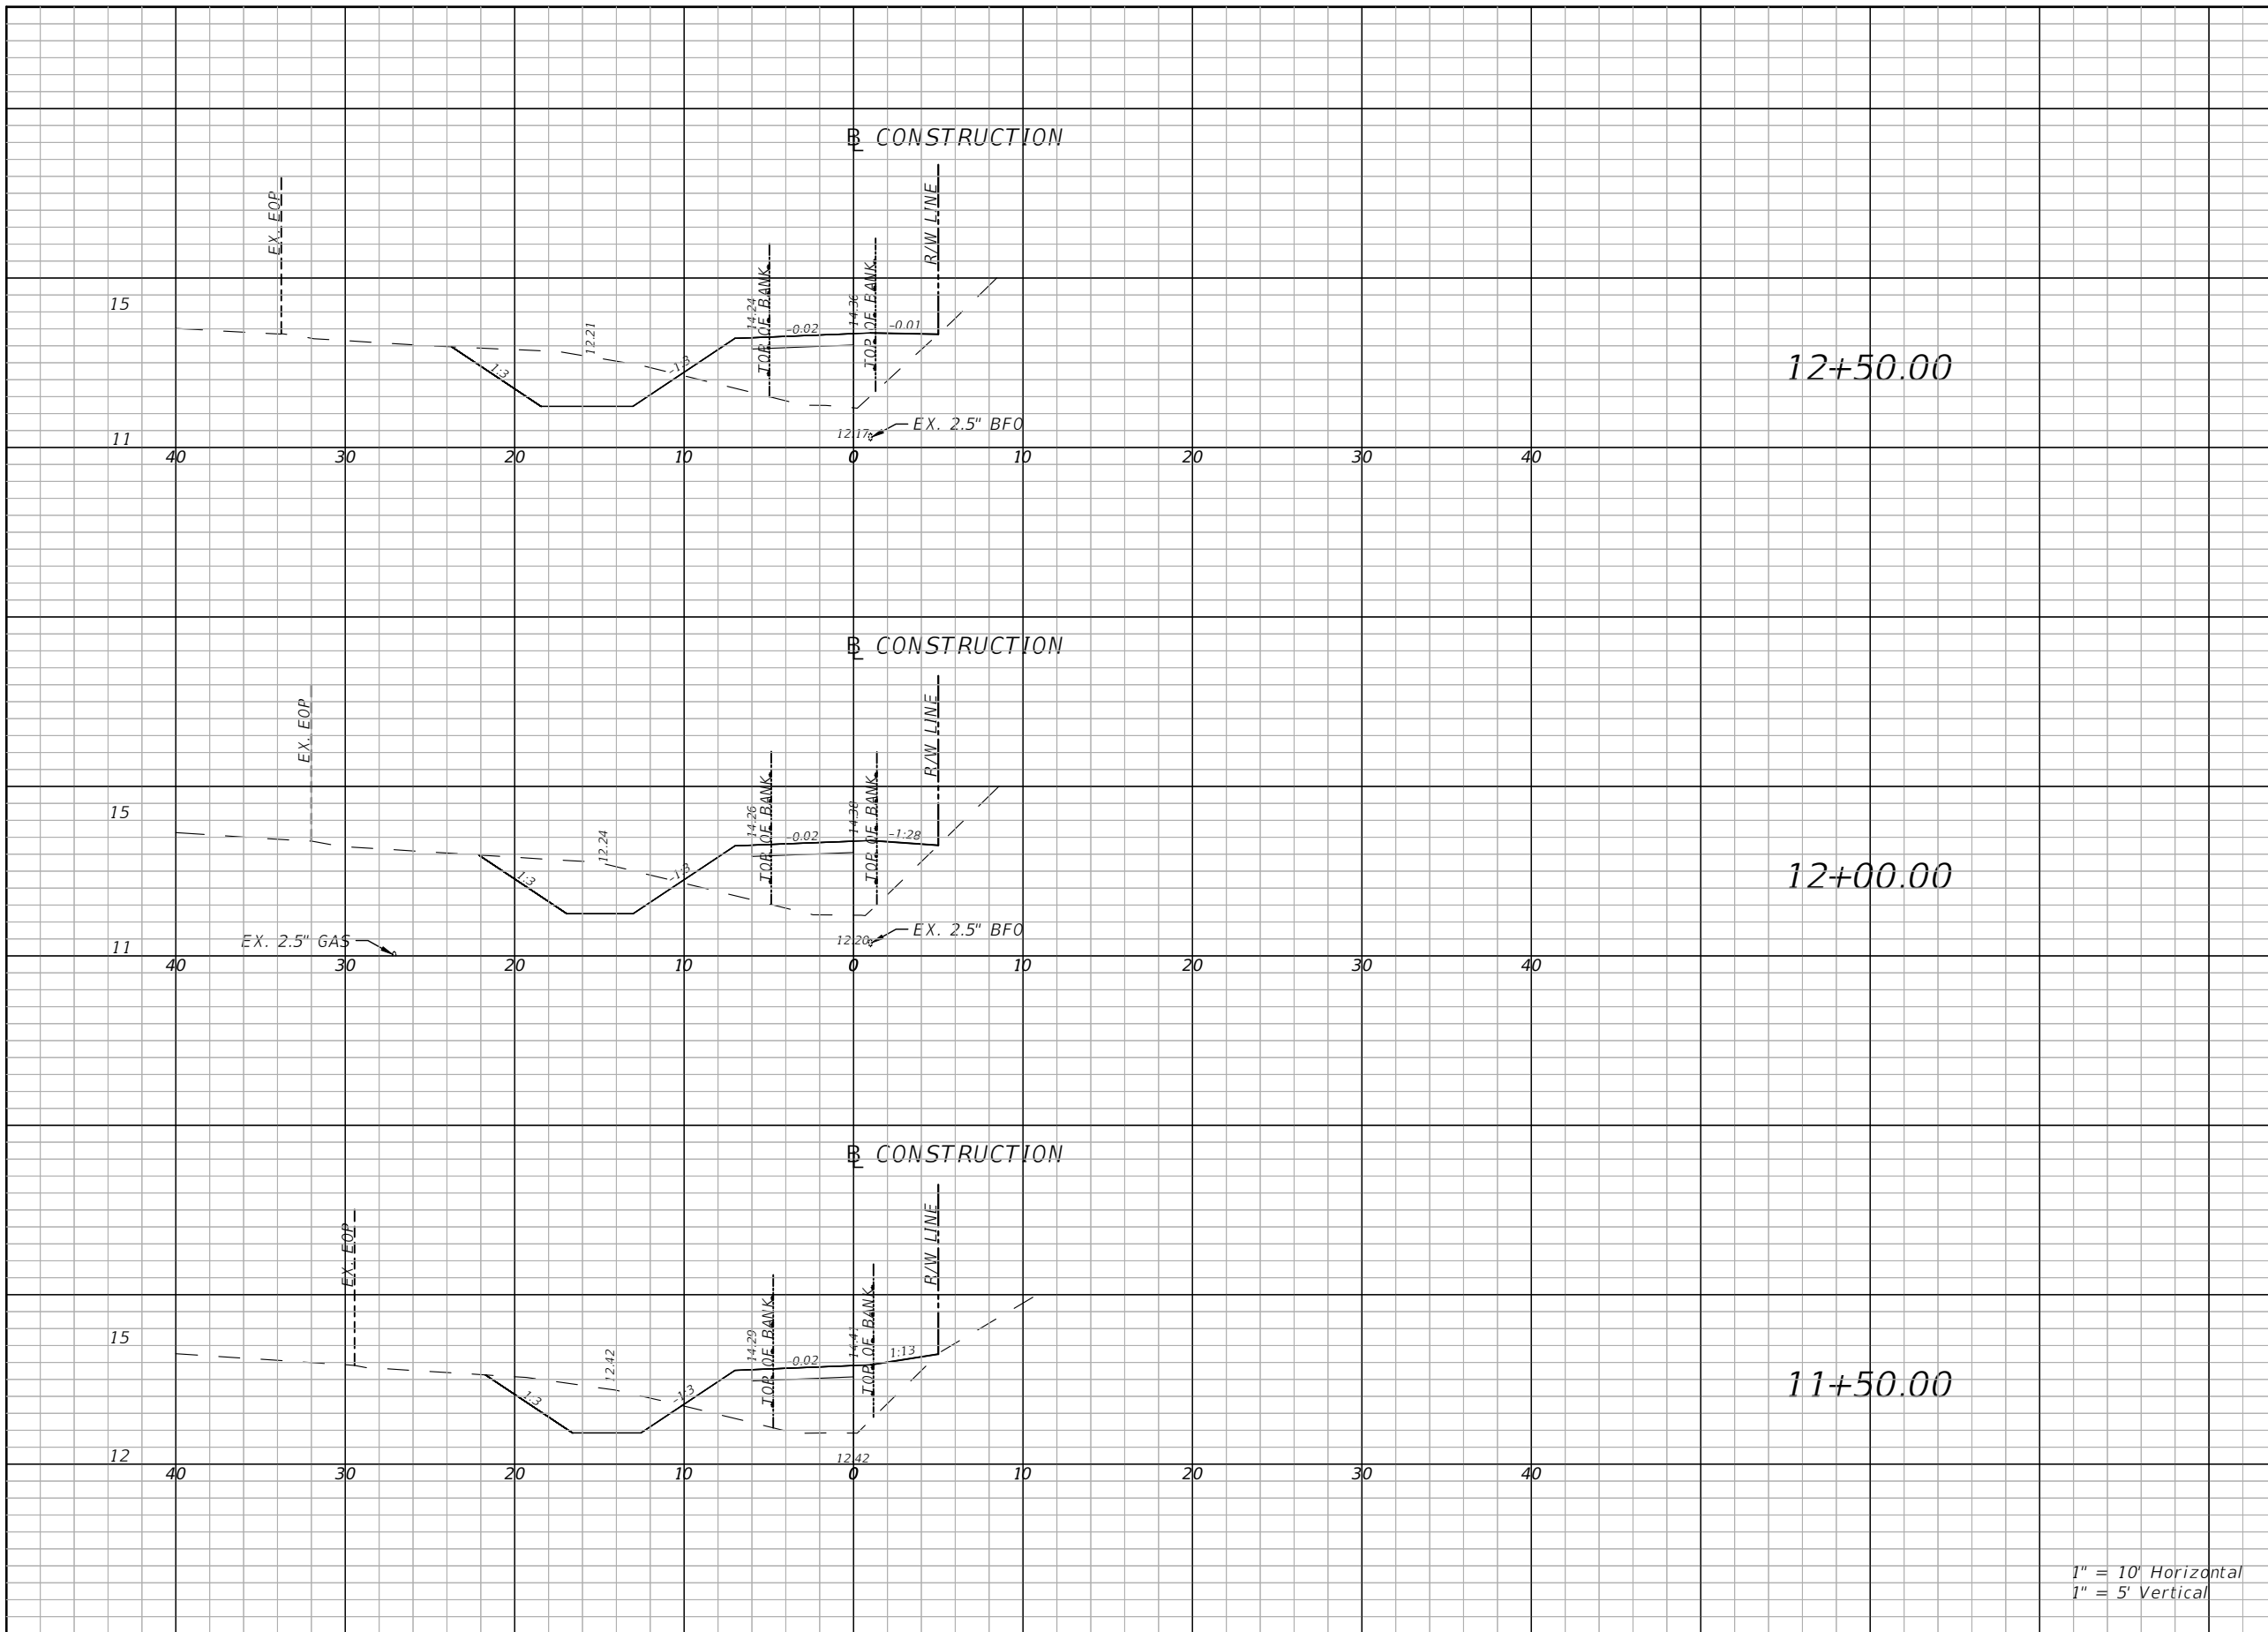 ℄ CONSTRUCTION
EX. EOP
R/W LINE
TOP OF BANK
TOP OF BANK
14.24
14.36
15
12.21
-0.02
-0.01
1:3
-1:3
12+50.00
EX. 2.5" BFO
12.17
11
40 30 20 10 0 10 20 30 40
℄ CONSTRUCTION
EX. EOP
R/W LINE
TOP OF BANK
TOP OF BANK
14.26
14.38
15
12.24
-0.02
-1:28
1:3
-1:3
12+00.00
EX. 2.5" BFO
EX. 2.5" GAS
12.20
11
40 30 20 10 0 10 20 30 40
℄ CONSTRUCTION
EX. EOP
R/W LINE
TOP OF BANK
TOP OF BANK
14.29
14.41
15
12.42
-0.02
1:13
1:3
-1:3
11+50.00
12
12.42
40 30 20 10 0 10 20 30 40
1" = 10' Horizontal
1" = 5' Vertical